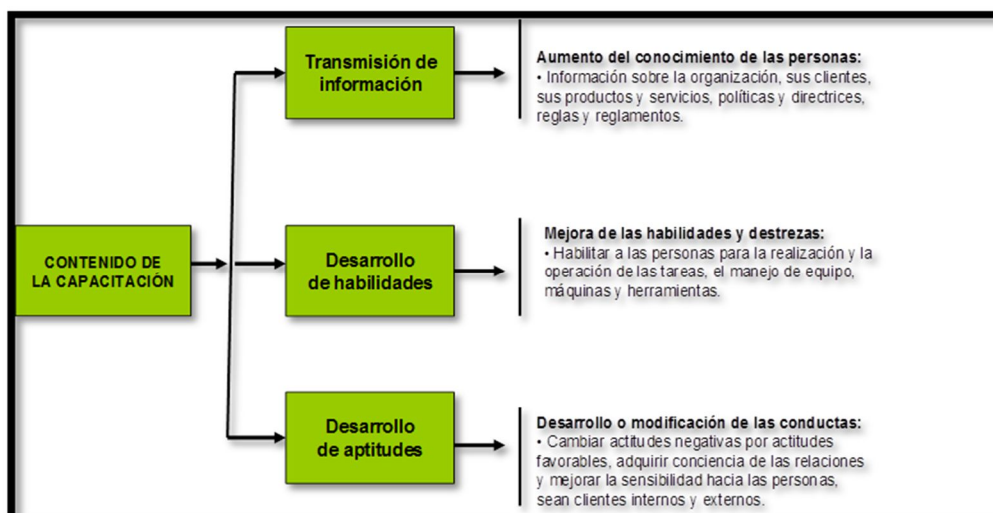 CONTENIDO DE
LA CAPACITACIÓN
Transmisión de
información
Aumento del conocimiento de las personas:
• Información sobre la organización, sus clientes,
sus productos y servicios, políticas y directrices,
reglas y reglamentos.
Desarrollo
de habilidades
Mejora de las habilidades y destrezas:
• Habilitar a las personas para la realización y la
operación de las tareas, el manejo de equipo,
máquinas y herramientas.
Desarrollo
de aptitudes
Desarrollo o modificación de las conductas:
• Cambiar actitudes negativas por actitudes
favorables, adquirir conciencia de las relaciones
y mejorar la sensibilidad hacia las personas,
sean clientes internos y externos.